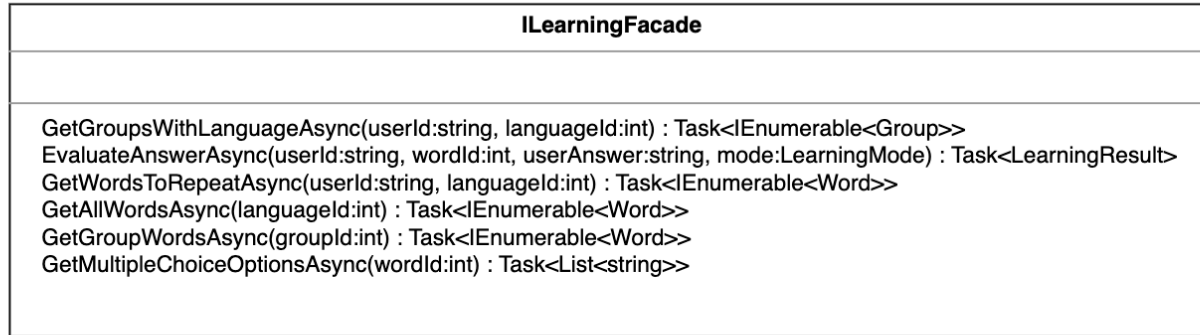 ILearningFacade
GetGroupsWithLanguageAsync(userId:string, languageId:int) : Task<IEnumerable<Group>>
EvaluateAnswerAsync(userId:string, wordId:int, userAnswer:string, mode:LearningMode) : Task<LearningResult>
GetWordsToRepeatAsync(userId:string, languageId:int) : Task<IEnumerable<Word>>
GetAllWordsAsync(languageId:int) : Task<IEnumerable<Word>>
GetGroupWordsAsync(groupId:int) : Task<IEnumerable<Word>>
GetMultipleChoiceOptionsAsync(wordId:int) : Task<List<string>>